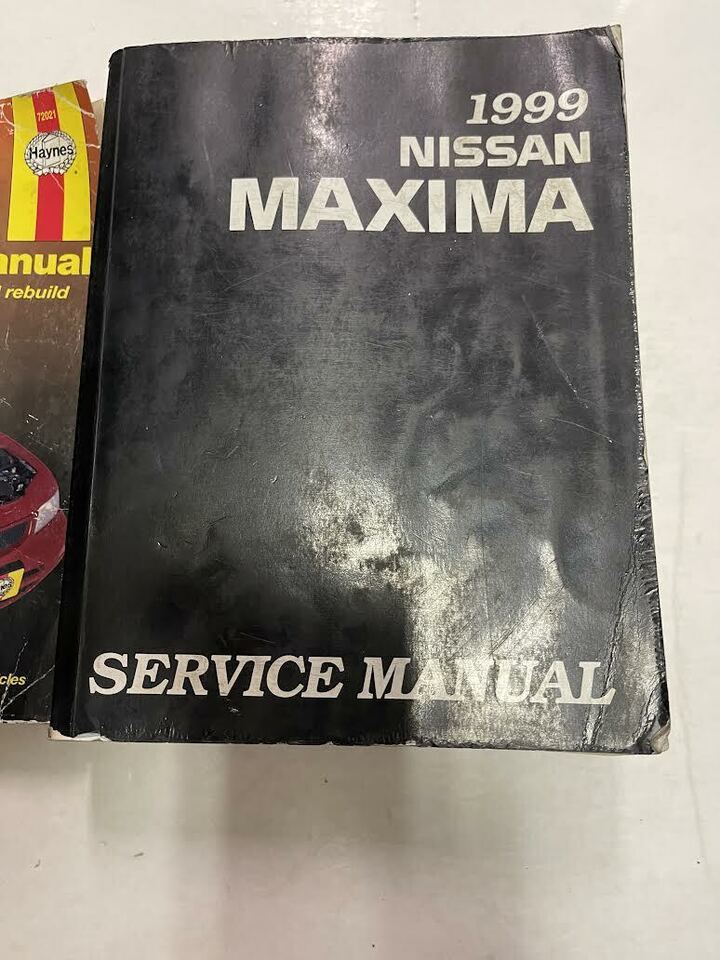 72021
Haynes
anual
rebuild
cles
1999
NISSAN
MAXIMA
SERVICE MANUAL